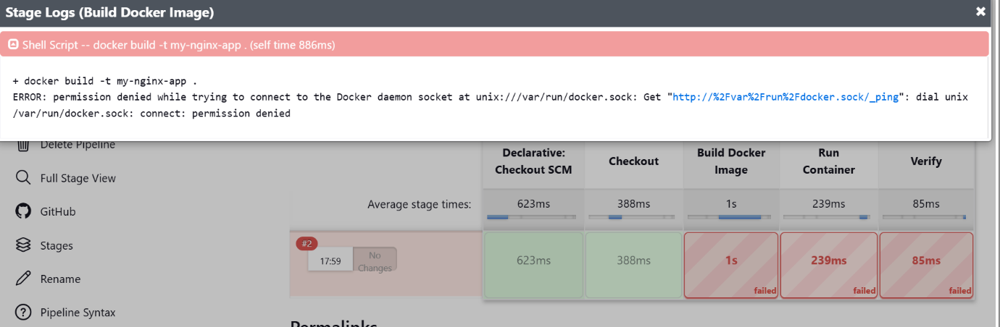 Stage Logs (Build Docker Image)
Shell Script -- docker build -t my-nginx-app . (self time 886ms)
+ docker build -t my-nginx-app .
ERROR: permission denied while trying to connect to the Docker daemon socket at unix:///var/run/docker.sock: Get "http://%2Fvar%2Frun%2Fdocker.sock/_ping": dial unix
/var/run/docker.sock: connect: permission denied
Delete Pipeline
Full Stage View
GitHub
Stages
Rename
Pipeline Syntax
Declarative:
Checkout SCM
Checkout
Build Docker
Image
Run
Container
Verify
Average stage times:
623ms
388ms
1s
239ms
85ms
#2
17:59
No
Changes
623ms
388ms
1s
failed
239ms
failed
85ms
failed
Permalinks